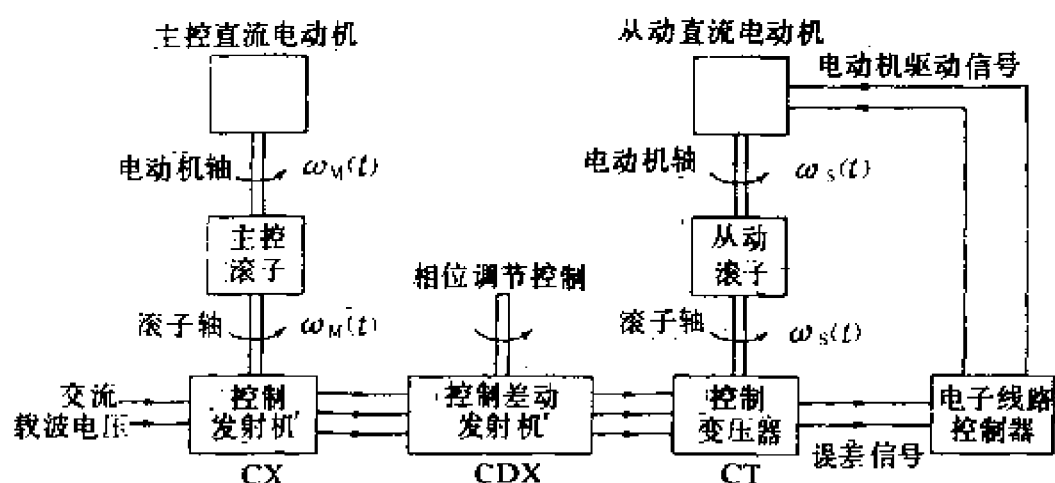 主控直流电动机
从动直流电动机
电动机驱动信号
电动机轴
ω_M(t)
电动机轴
ω_S(t)
主控
滚子
从动
滚子
相位调节控制
滚子轴
ω_M(t)
滚子轴
ω_S(t)
交流
载波电压
控制
发射机
控制差动
发射机
控制
变压器
电子线路
控制器
误差信号
CX
CDX
CT